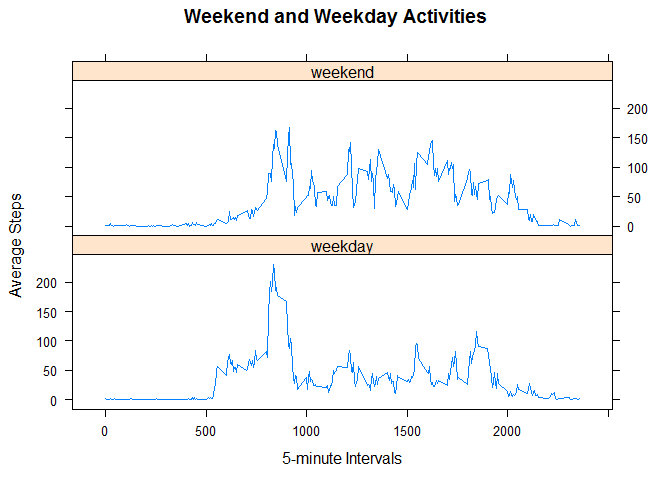 Weekend and Weekday Activities
weekend
200
150
100
50
0
weekday
200
150
100
50
0
Average Steps
0 500 1000 1500 2000
5-minute Intervals